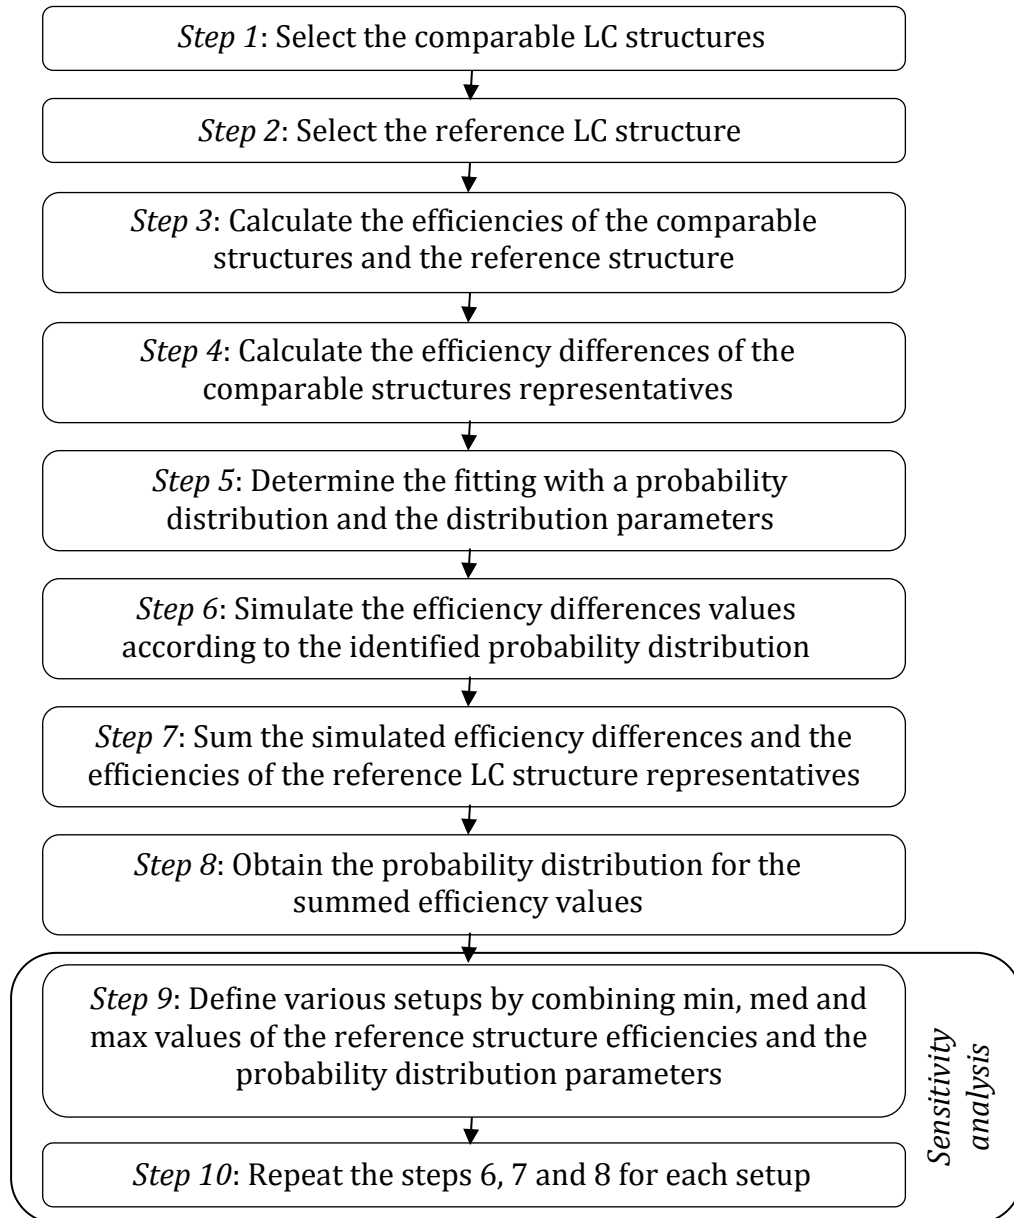 Step 1: Select the comparable LC structures
Step 2: Select the reference LC structure
Step 3: Calculate the efficiencies of the comparable
structures and the reference structure
Step 4: Calculate the efficiency differences of the
comparable structures representatives
Step 5: Determine the fitting with a probability
distribution and the distribution parameters
Step 6: Simulate the efficiency differences values
according to the identified probability distribution
Step 7: Sum the simulated efficiency differences and the
efficiencies of the reference LC structure representatives
Step 8: Obtain the probability distribution for the
summed efficiency values
Step 9: Define various setups by combining min, med and
max values of the reference structure efficiencies and the
probability distribution parameters
Step 10: Repeat the steps 6, 7 and 8 for each setup
Sensitivity
analysis